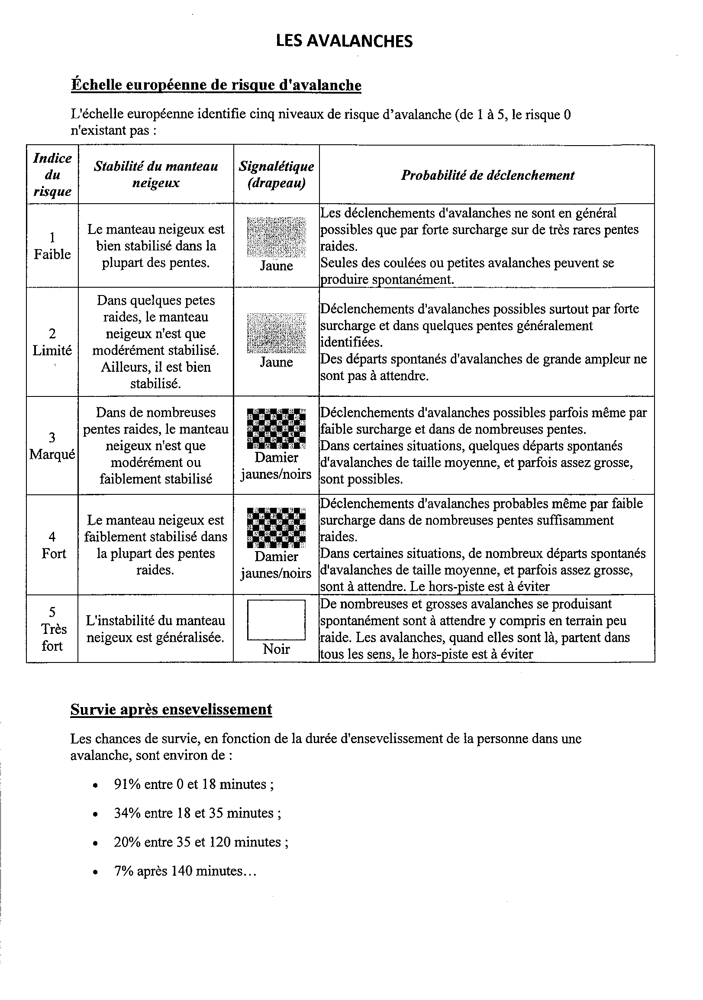 LES AVALANCHES
Échelle européenne de risque d'avalanche
L'échelle européenne identifie cinq niveaux de risque d’avalanche (de 1 à 5, le risque 0
n'existant pas :
Indice
du
risque
Stabilité du manteau
neigeux
Signalétique
(drapeau)
Probabilité de déclenchement
1
Faible
Le manteau neigeux est
bien stabilisé dans la
plupart des pentes.
Jaune
Les déclenchements d'avalanches ne sont en général
possibles que par forte surcharge sur de très rares pentes
raides.
Seules des coulées ou petites avalanches peuvent se
produire spontanément.
2
Limité
Dans quelques petes
raides, le manteau
neigeux n'est que
modérément stabilisé.
Ailleurs, il est bien
stabilisé.
Jaune
Déclenchements d'avalanches possibles surtout par forte
surcharge et dans quelques pentes généralement
identifiées.
Des départs spontanés d'avalanches de grande ampleur ne
sont pas à attendre.
3
Marqué
Dans de nombreuses
pentes raides, le manteau
neigeux n'est que
modérément ou
faiblement stabilisé
Damier
jaunes/noirs
Déclenchements d'avalanches possibles parfois même par
faible surcharge et dans de nombreuses pentes.
Dans certaines situations, quelques départs spontanés
d'avalanches de taille moyenne, et parfois assez grosse,
sont possibles.
4
Fort
Le manteau neigeux est
faiblement stabilisé dans
la plupart des pentes
raides.
Damier
jaunes/noirs
Déclenchements d'avalanches probables même par faible
surcharge dans de nombreuses pentes suffisamment
raides.
Dans certaines situations, de nombreux départs spontanés
d'avalanches de taille moyenne, et parfois assez grosse,
sont à attendre. Le hors-piste est à éviter
5
Très
fort
L'instabilité du manteau
neigeux est généralisée.
Noir
De nombreuses et grosses avalanches se produisant
spontanément sont à attendre y compris en terrain peu
raide. Les avalanches, quand elles sont là, partent dans
tous les sens, le hors-piste est à éviter
Survie après ensevelissement
Les chances de survie, en fonction de la durée d'ensevelissement de la personne dans une
avalanche, sont environ de :
• 91% entre 0 et 18 minutes ;
• 34% entre 18 et 35 minutes ;
• 20% entre 35 et 120 minutes ;
• 7% après 140 minutes…